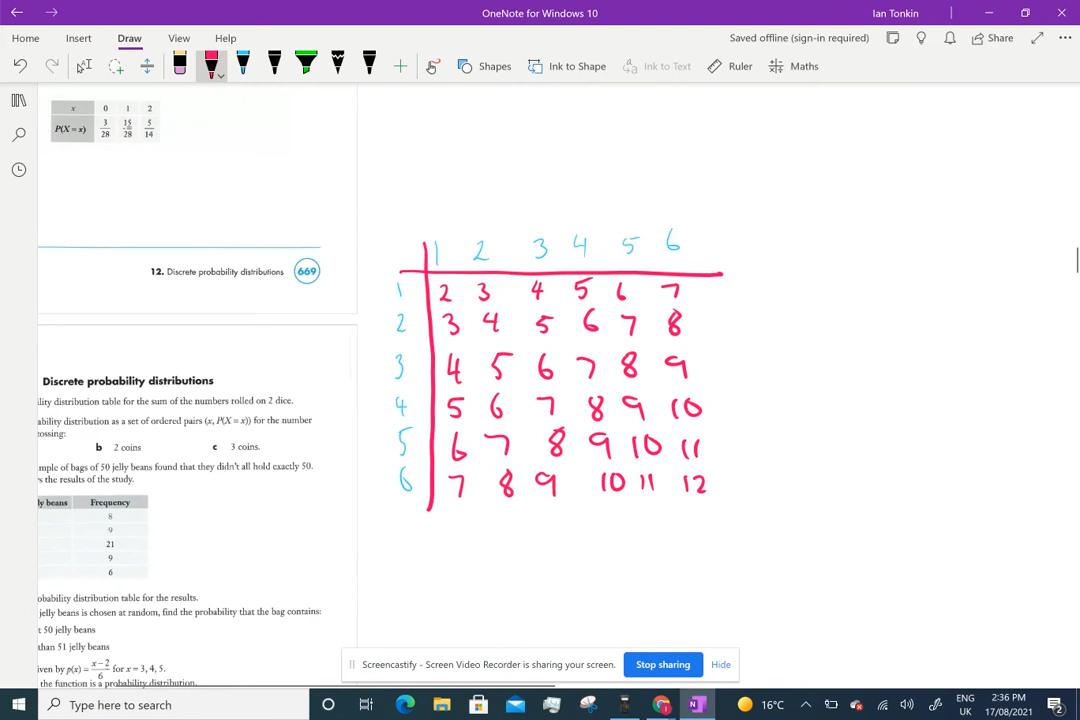 OneNote for Windows 10
Ian Tonkin
Home Insert Draw View Help
Saved offline (sign-in required)
Share
Ink to Shape
Shapes
Ink to Text
Ruler
Maths
x 0 1 2
P(X = x) 3/28 15/28 5/14
12. Discrete probability distributions 669
1 2 3 4 5 6
1 2 3 4 5 6 7
2 3 4 5 6 7 8
3 4 5 6 7 8 9
4 5 6 7 8 9 10
5 6 7 8 9 10 11
6 7 8 9 10 11 12
Discrete probability distributions
ility distribution table for the sum of the numbers rolled on 2 dice.
ability distribution as a set of ordered pairs (x, P(X = x) for the number
ossing:
b 2 coins c 3 coins.
mple of bags of 50 jelly beans found that they didn't all hold exactly 50.
s the results of the study.
ly beans Frequency
8
9
21
9
6
obability distribution table for the results.
jelly beans is chosen at random, find the probability that the bag contains:
t 50 jelly beans
than 51 jelly beans
iven by p(x) = x − 2/6 for x = 3, 4, 5.
the function is a probability distribution.
Screencastify - Screen Video Recorder is sharing your screen.
Stop sharing
Hide
Type here to search
16°C
ENG
UK
2:36 PM
17/08/2021
2